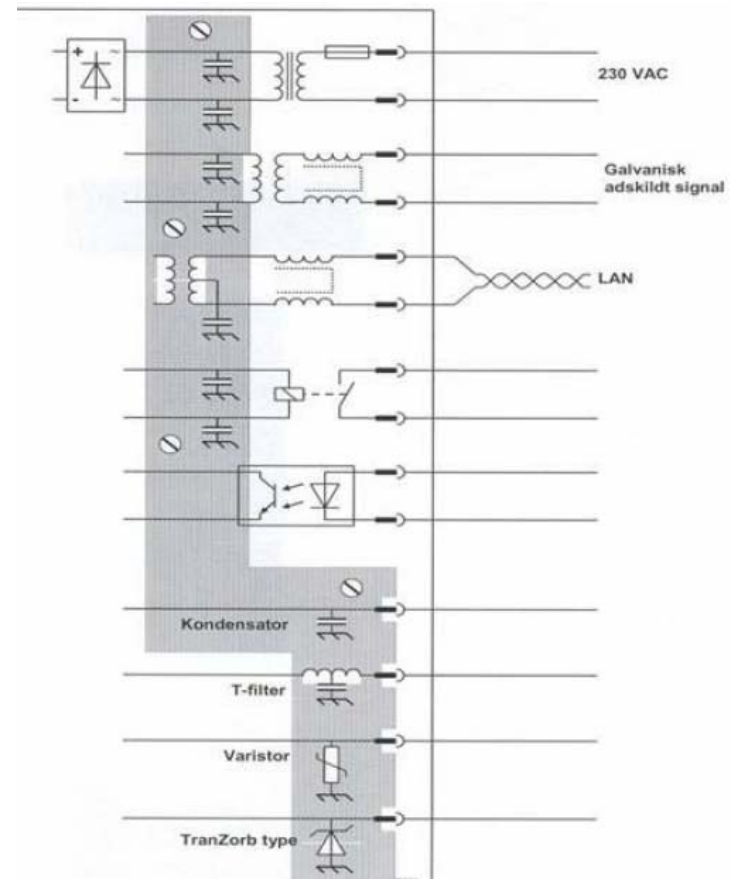 230 VAC
Galvanisk
adskildt signal
LAN
Kondensator
T-filter
Varistor
TranZorb type